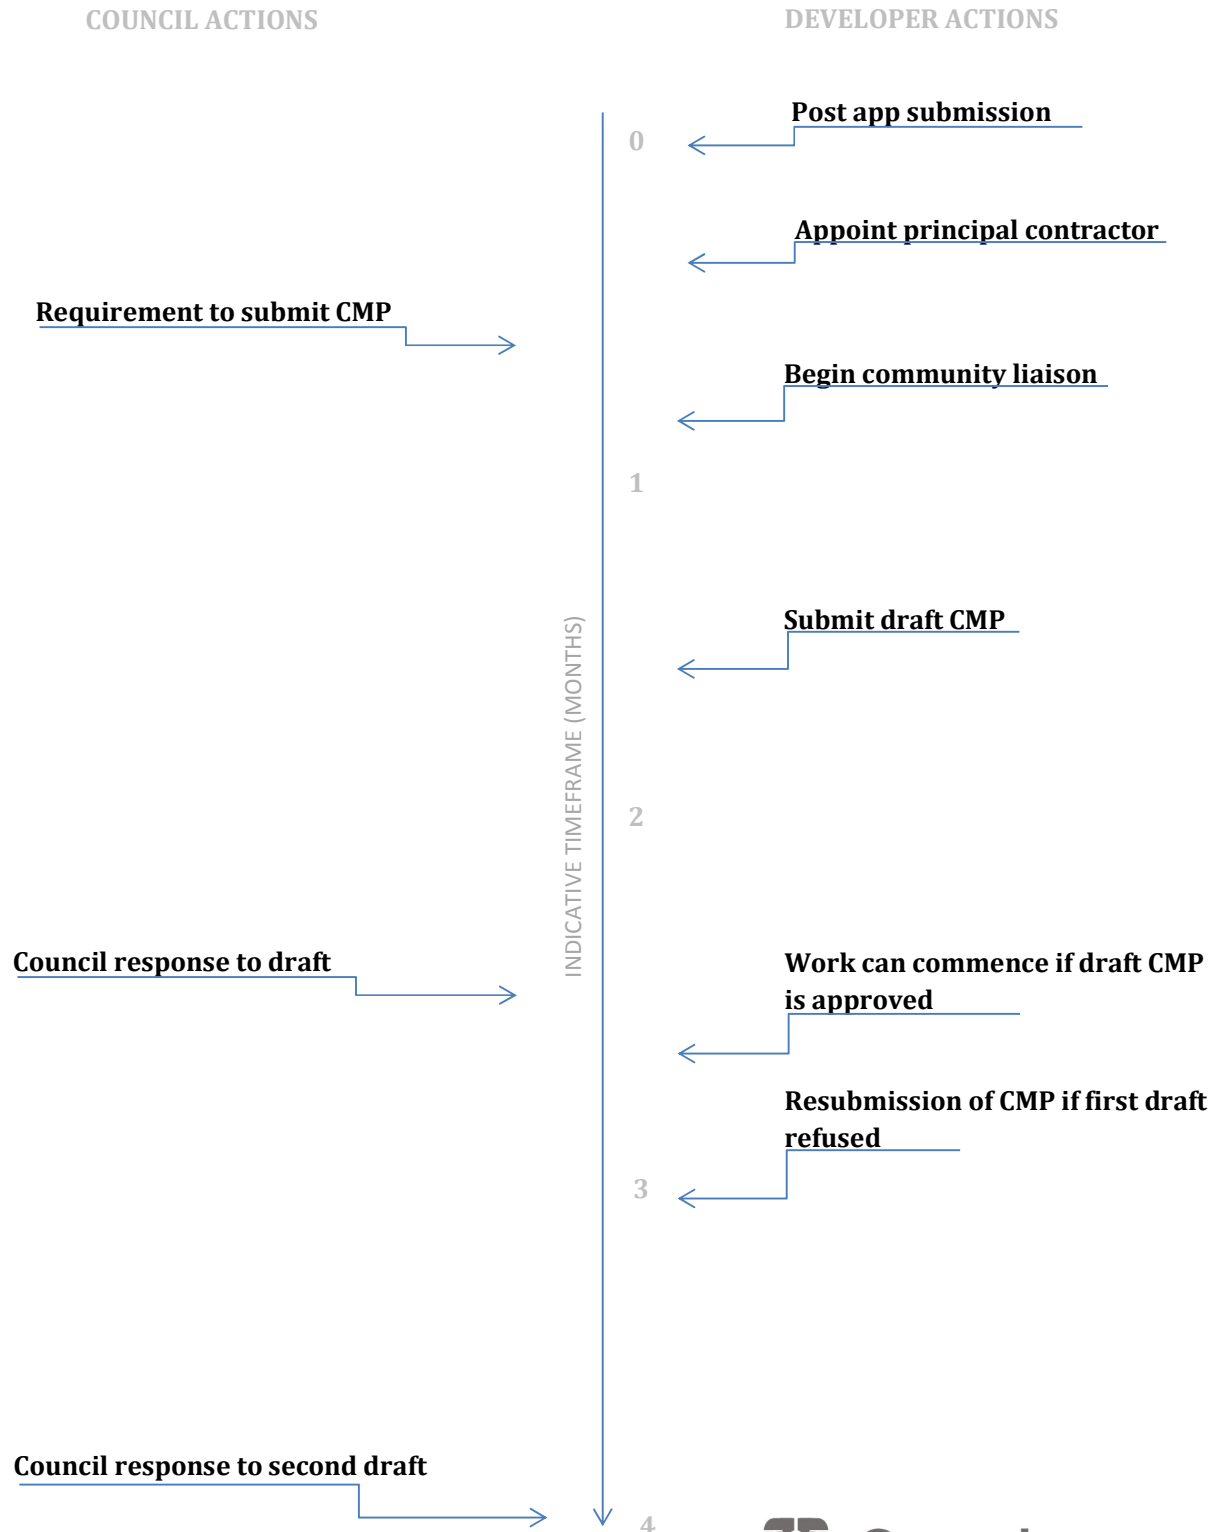 COUNCIL ACTIONS
DEVELOPER ACTIONS
Post app submission
0
Appoint principal contractor
Requirement to submit CMP
Begin community liaison
1
Submit draft CMP
INDICATIVE TIMEFRAME (MONTHS)
2
Council response to draft
Work can commence if draft CMP
is approved
Resubmission of CMP if first draft
refused
3
Council response to second draft
4